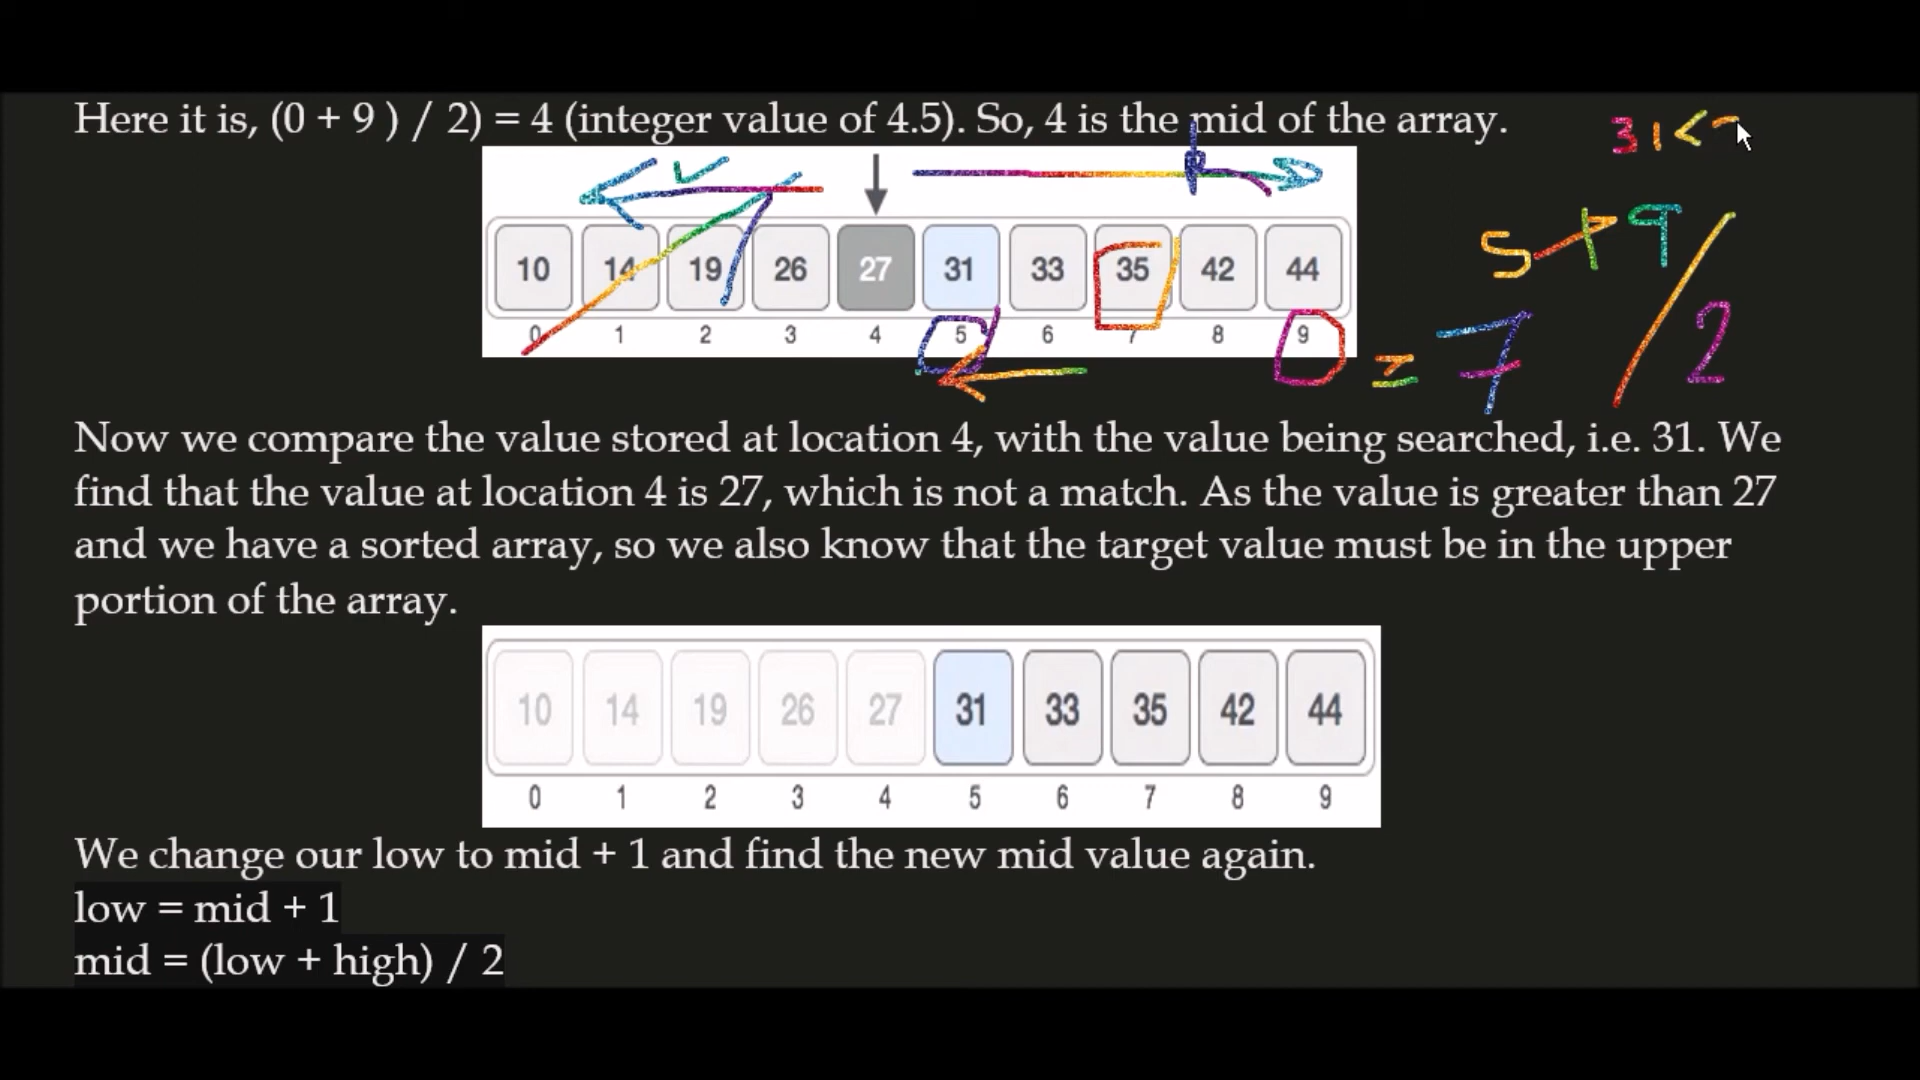 Here it is, (0 + 9 ) / 2) = 4 (integer value of 4.5). So, 4 is the mid of the array.
31<
10 14 19 26 27 31 33 35 42 44
0 1 2 3 4 5 6 7 8 9
5+9/2
= 7
Now we compare the value stored at location 4, with the value being searched, i.e. 31. We
find that the value at location 4 is 27, which is not a match. As the value is greater than 27
and we have a sorted array, so we also know that the target value must be in the upper
portion of the array.
10 14 19 26 27 31 33 35 42 44
0 1 2 3 4 5 6 7 8 9
We change our low to mid + 1 and find the new mid value again.
low = mid + 1
mid = (low + high) / 2